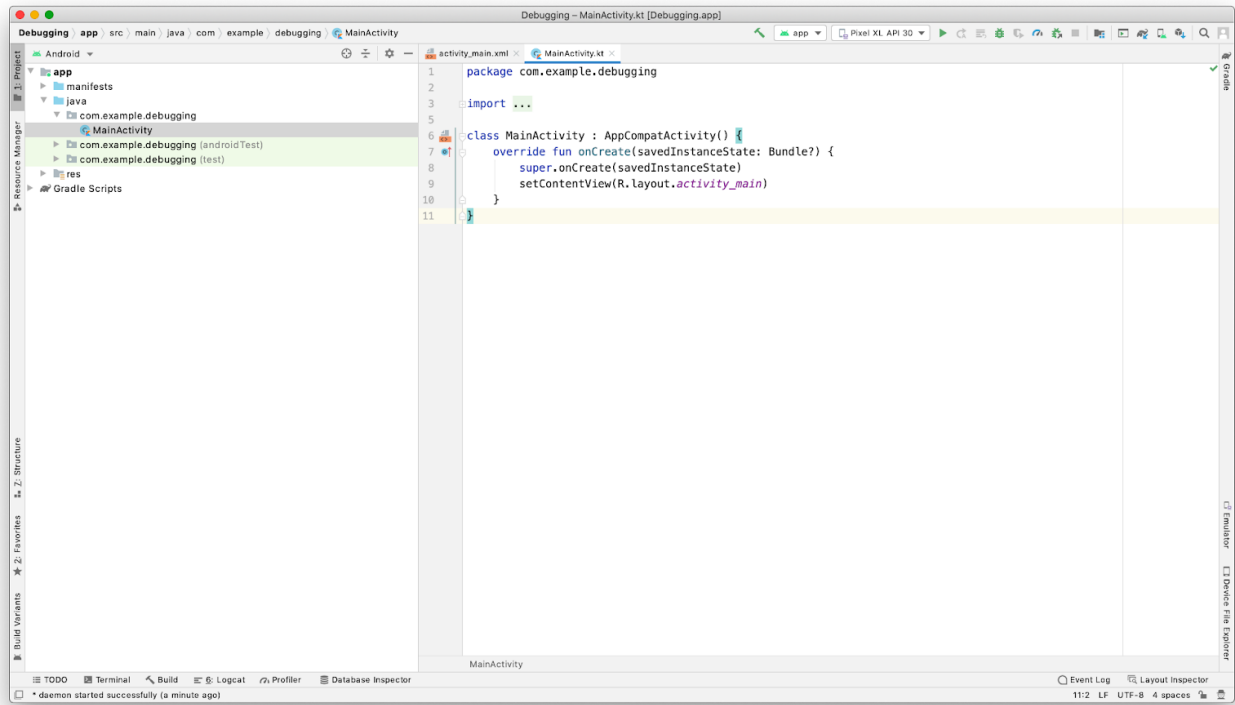 Debugging – MainActivity.kt [Debugging.app]
Debugging app src main java com example debugging MainActivity
app Pixel XL API 30
1: Project
Resource Manager
Z: Structure
2: Favorites
Build Variants
Android
app
manifests
java
com.example.debugging
MainActivity
com.example.debugging (androidTest)
com.example.debugging (test)
res
Gradle Scripts
activity_main.xml MainActivity.kt
1 package com.example.debugging
2
3 import ...
5
6 class MainActivity : AppCompatActivity() {
7 override fun onCreate(savedInstanceState: Bundle?) {
8 super.onCreate(savedInstanceState)
9 setContentView(R.layout.activity_main)
10 }
11 }
MainActivity
Gradle
Emulator
Device File Explorer
TODO Terminal Build 6: Logcat Profiler Database Inspector Event Log Layout Inspector
* daemon started successfully (a minute ago) 11:2 LF UTF-8 4 spaces